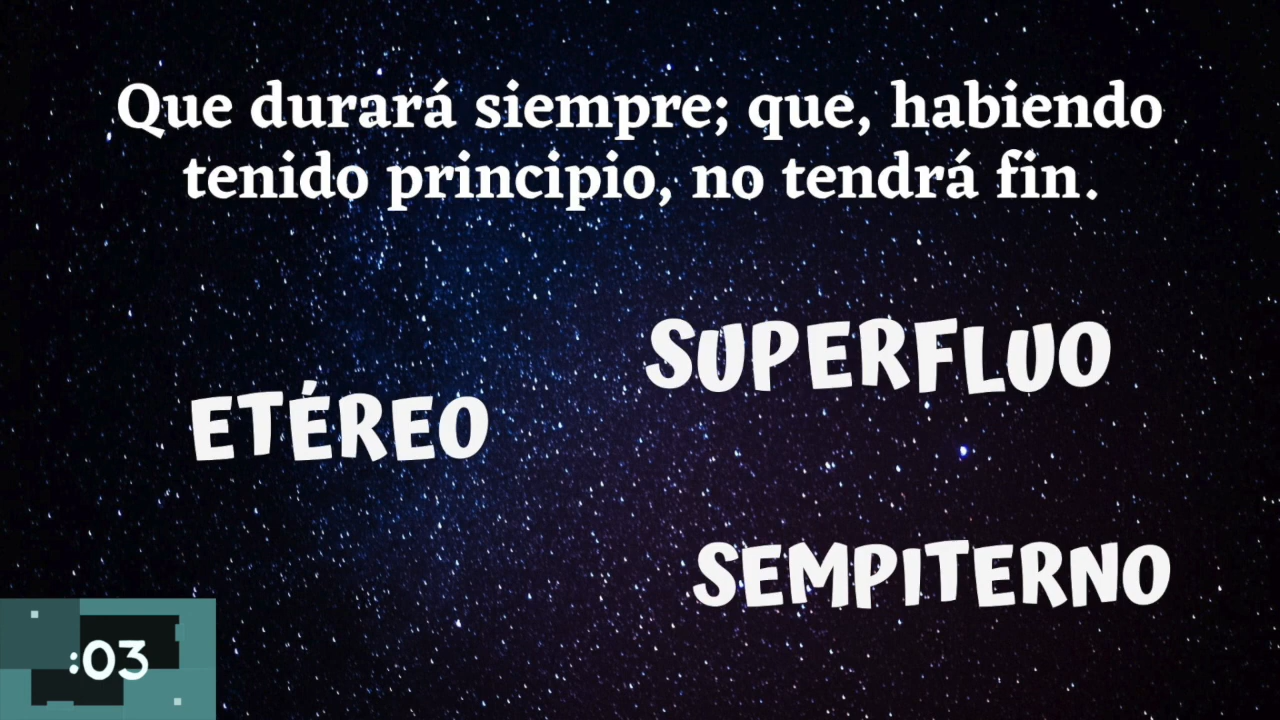 Que durará siempre; que, habiendo
tenido principio, no tendrá fin.
SUPERFLUO
ETÉREO
SEMPITERNO
:03